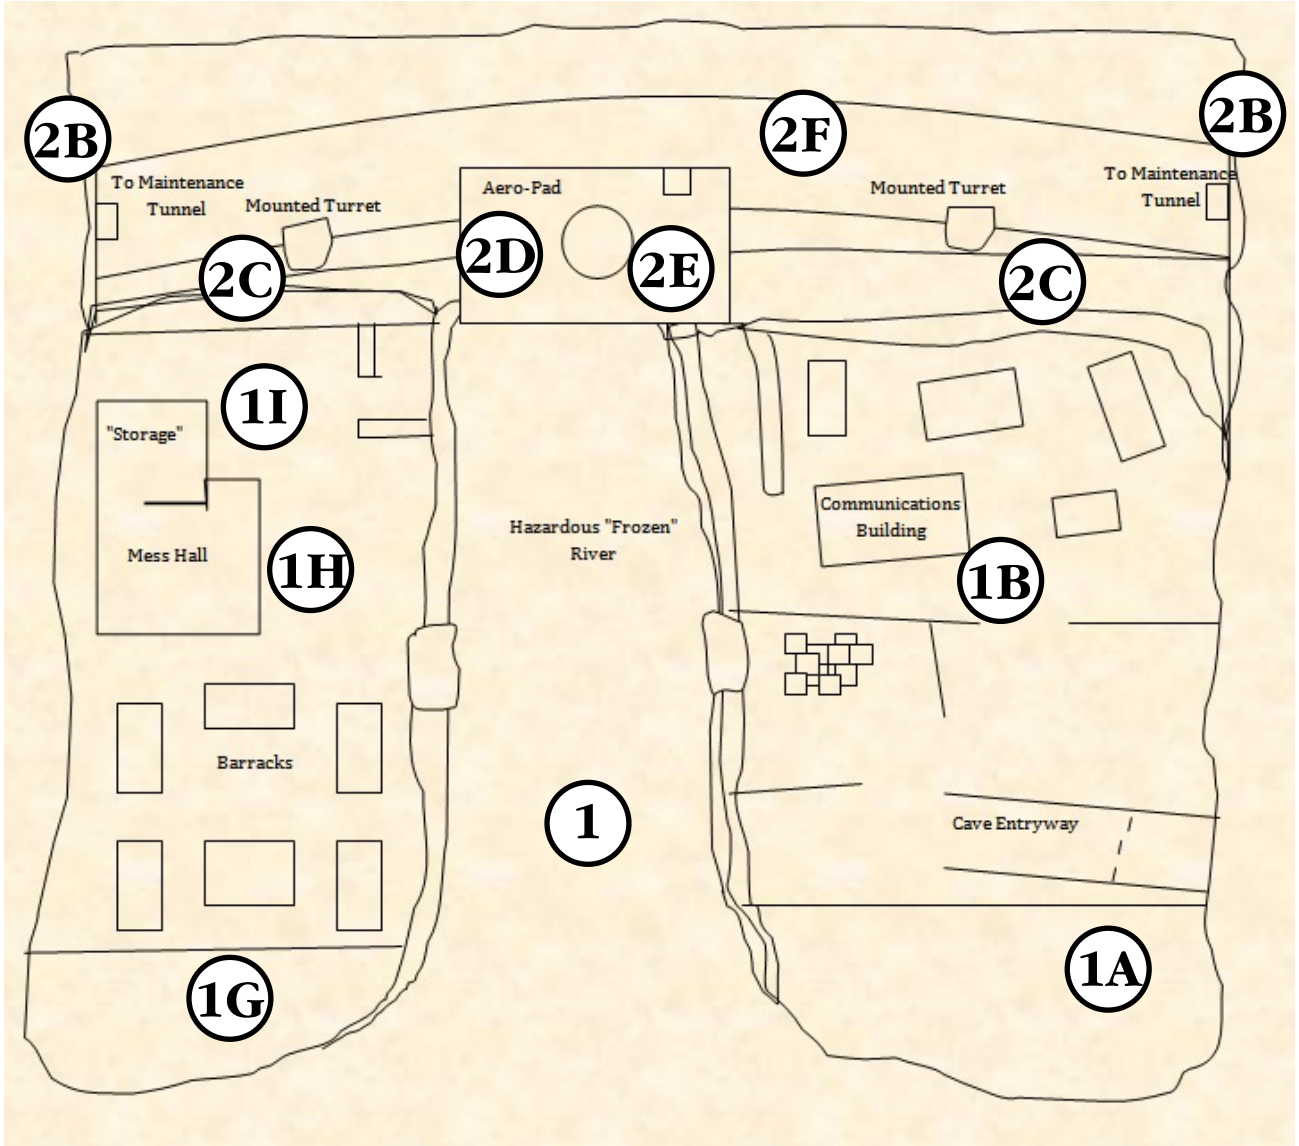 2B
2B
2F
To Maintenance
Tunnel
Mounted Turret
Aero-Pad
Mounted Turret
To Maintenance
Tunnel
2C
2D
2E
2C
1I
"Storage"
Mess Hall
1H
Hazardous "Frozen"
River
Communications
Building
1B
Barracks
1
Cave Entryway
1G
1A